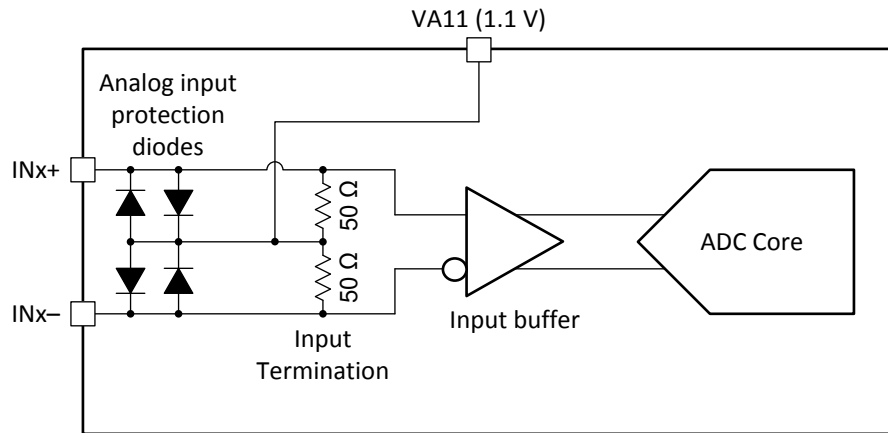 VA11 (1.1 V)
Analog input
protection
diodes
INx+
50 Ω
50 Ω
ADC Core
INx–
Input buffer
Input
Termination